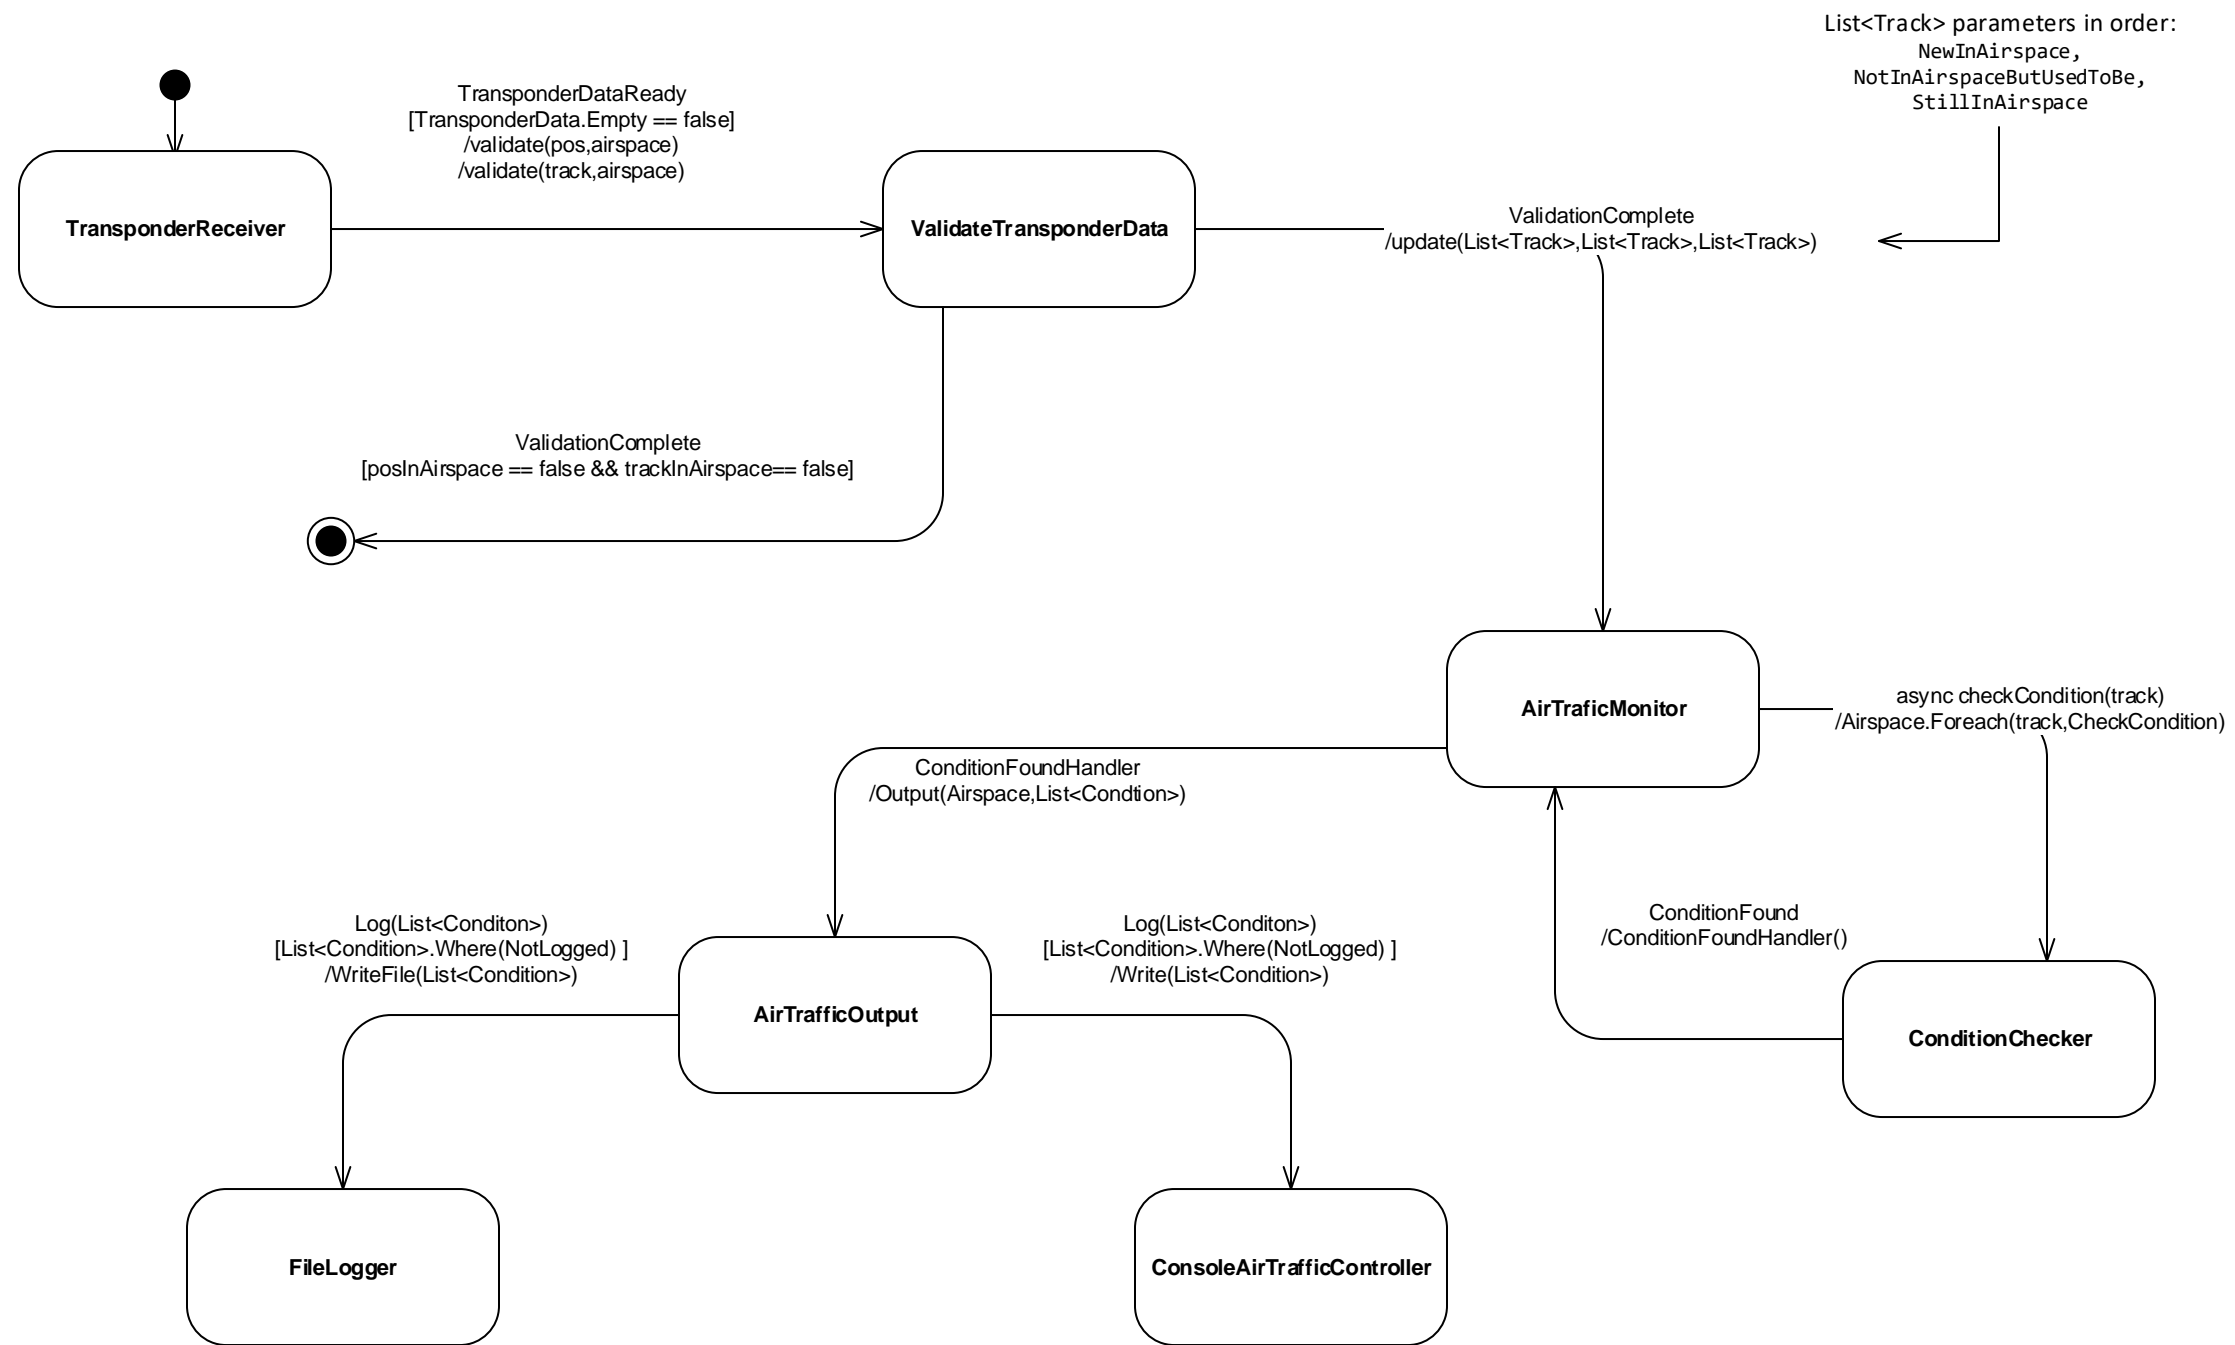 List<Track> parameters in order:
NewInAirspace,
NotInAirspaceButUsedToBe,
StillInAirspace
TransponderDataReady
[TransponderData.Empty == false]
/validate(pos,airspace)
/validate(track,airspace)
TransponderReceiver
ValidateTransponderData
ValidationComplete
/update(List<Track>,List<Track>,List<Track>)
ValidationComplete
[posInAirspace == false && trackInAirspace== false]
AirTraficMonitor
async checkCondition(track)
/Airspace.Foreach(track,CheckCondition)
ConditionFoundHandler
/Output(Airspace,List<Condtion>)
ConditionFound
/ConditionFoundHandler()
Log(List<Conditon>)
[List<Condition>.Where(NotLogged) ]
/WriteFile(List<Condition>)
Log(List<Conditon>)
[List<Condition>.Where(NotLogged) ]
/Write(List<Condition>)
AirTrafficOutput
ConditionChecker
FileLogger
ConsoleAirTrafficController